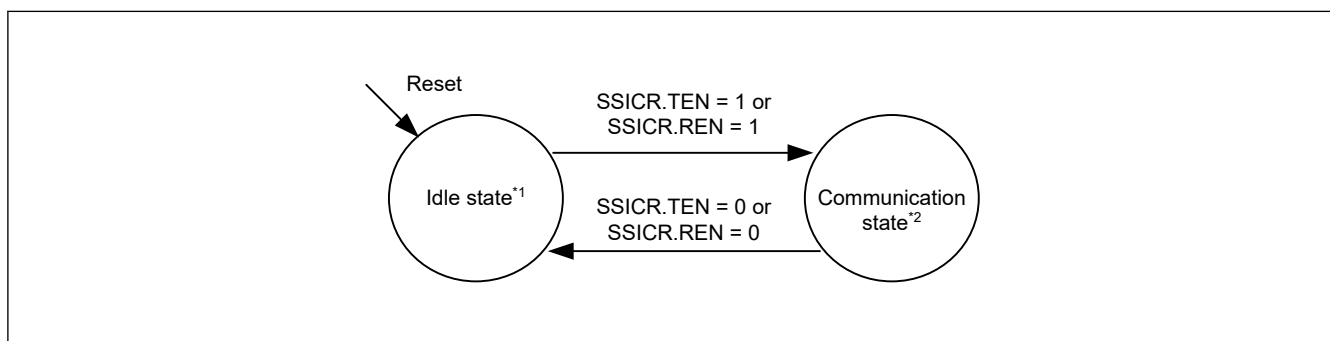 Reset
SSICR.TEN = 1 or
SSICR.REN = 1
Idle state*1
Communication
state*2
SSICR.TEN = 0 or
SSICR.REN = 0